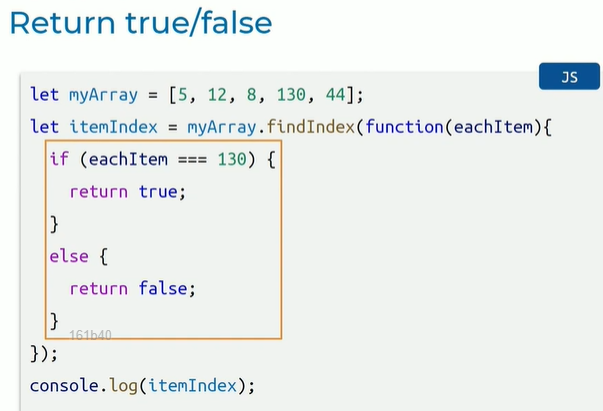 Return true/false
JS
let myArray = [5, 12, 8, 130, 44];
let itemIndex = myArray.findIndex(function(eachItem){
if (eachItem === 130) {
return true;
}
else {
return false;
}
161b40
});
console.log(itemIndex);